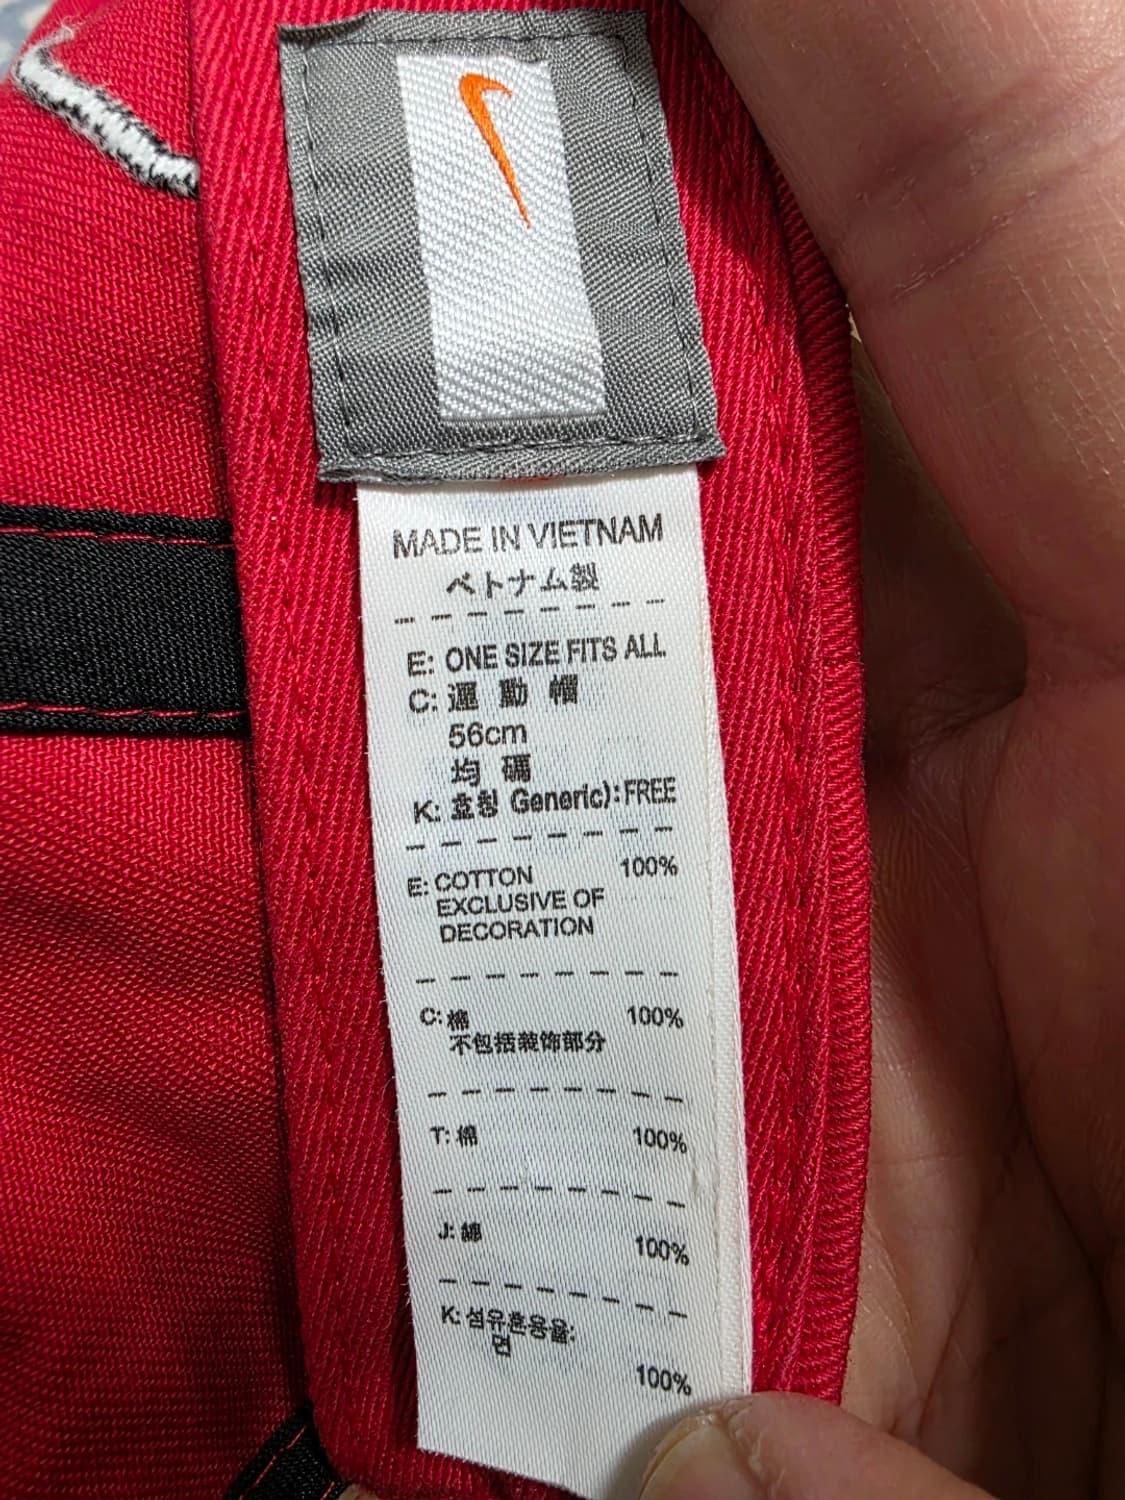 MADE IN VIETNAM
ベトナム製
E: ONE SIZE FITS ALL
C: 運 動 帽
56cm
均 碼
K: 호칭 Generic):FREE
E: COTTON 100%
EXCLUSIVE OF
DECORATION
C: 棉 100%
不包括装饰部分
T: 棉 100%
J: 綿 100%
K: 섬유혼용율:
면
100%